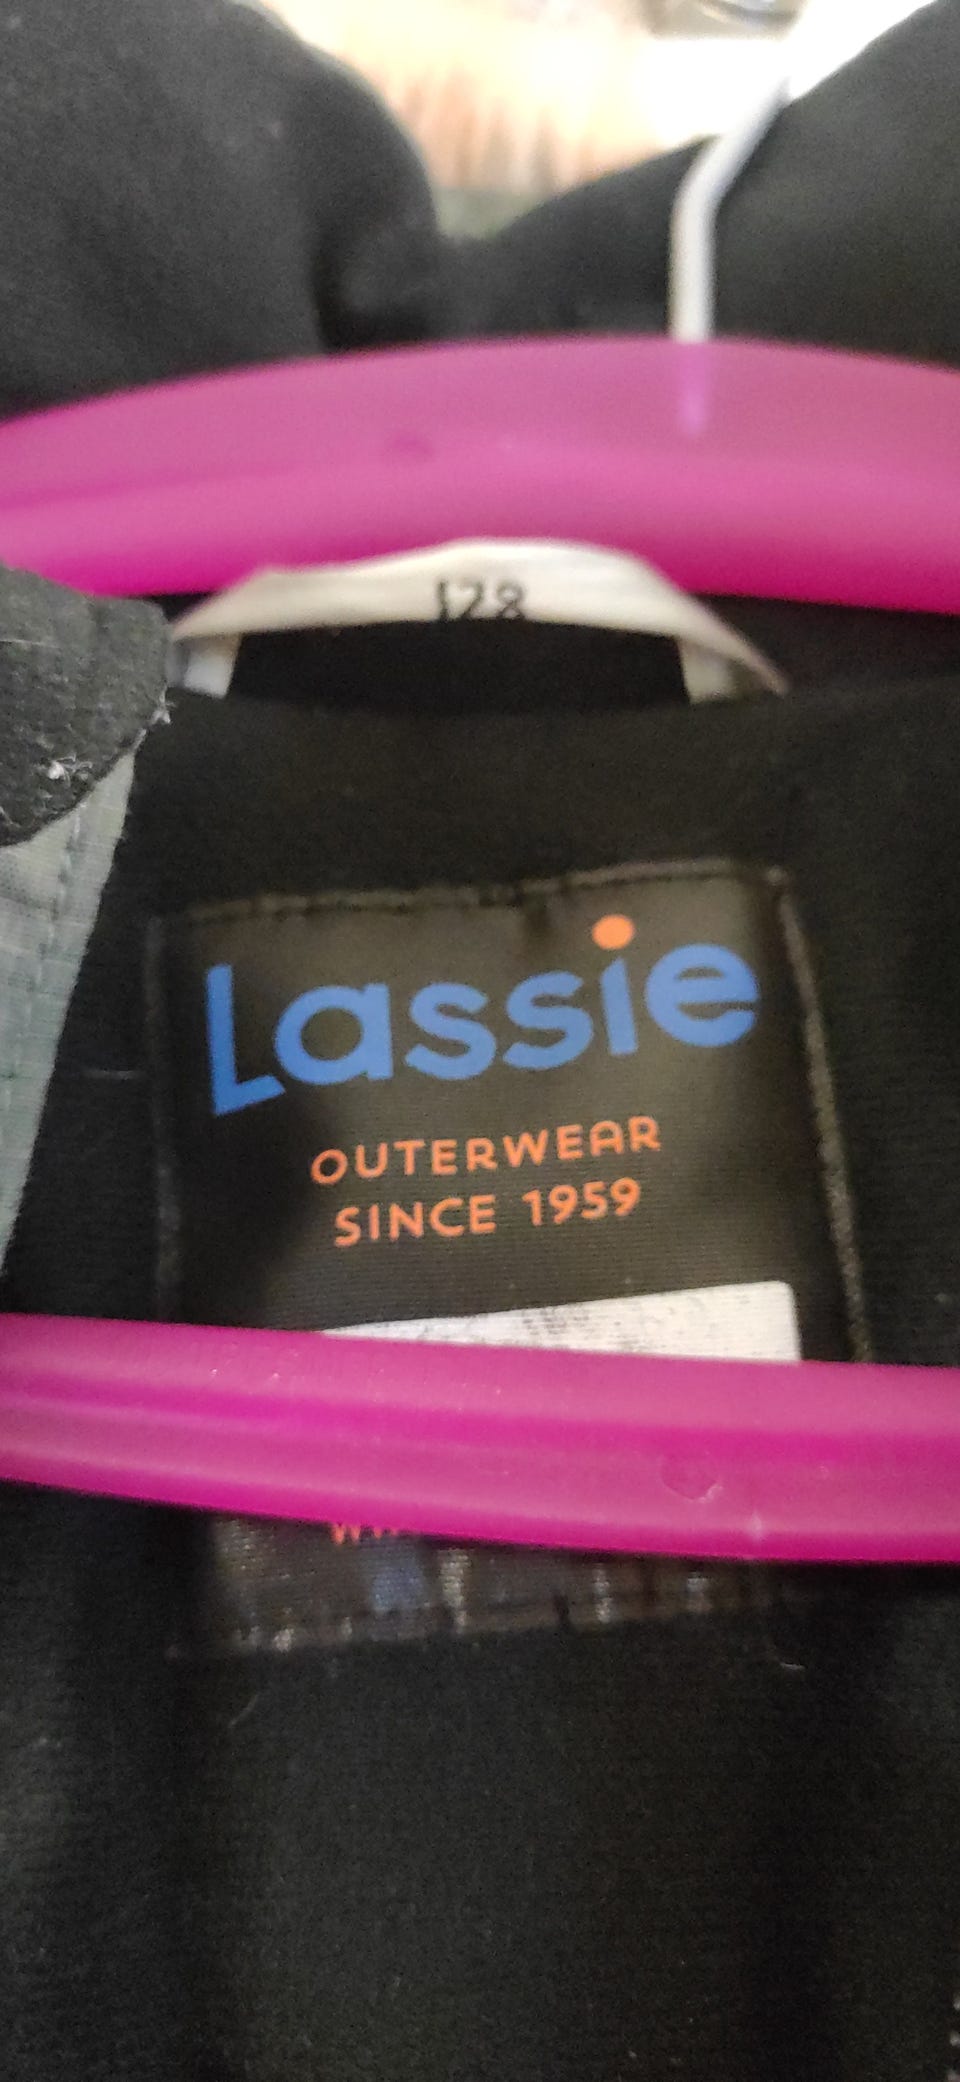 128
Lassie
OUTERWEAR
SINCE 1959